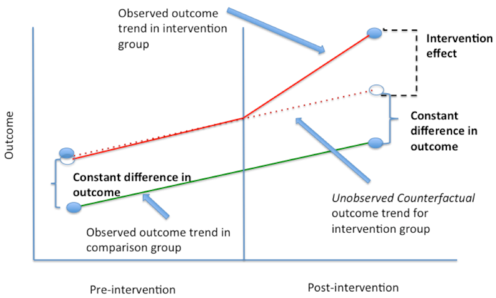 Observed outcome
trend in intervention
group
Intervention
effect
Outcome
Constant
difference in
outcome
Constant difference in
outcome
Unobserved Counterfactual
outcome trend for
intervention group
Observed outcome trend in
comparison group
Pre-intervention
Post-intervention